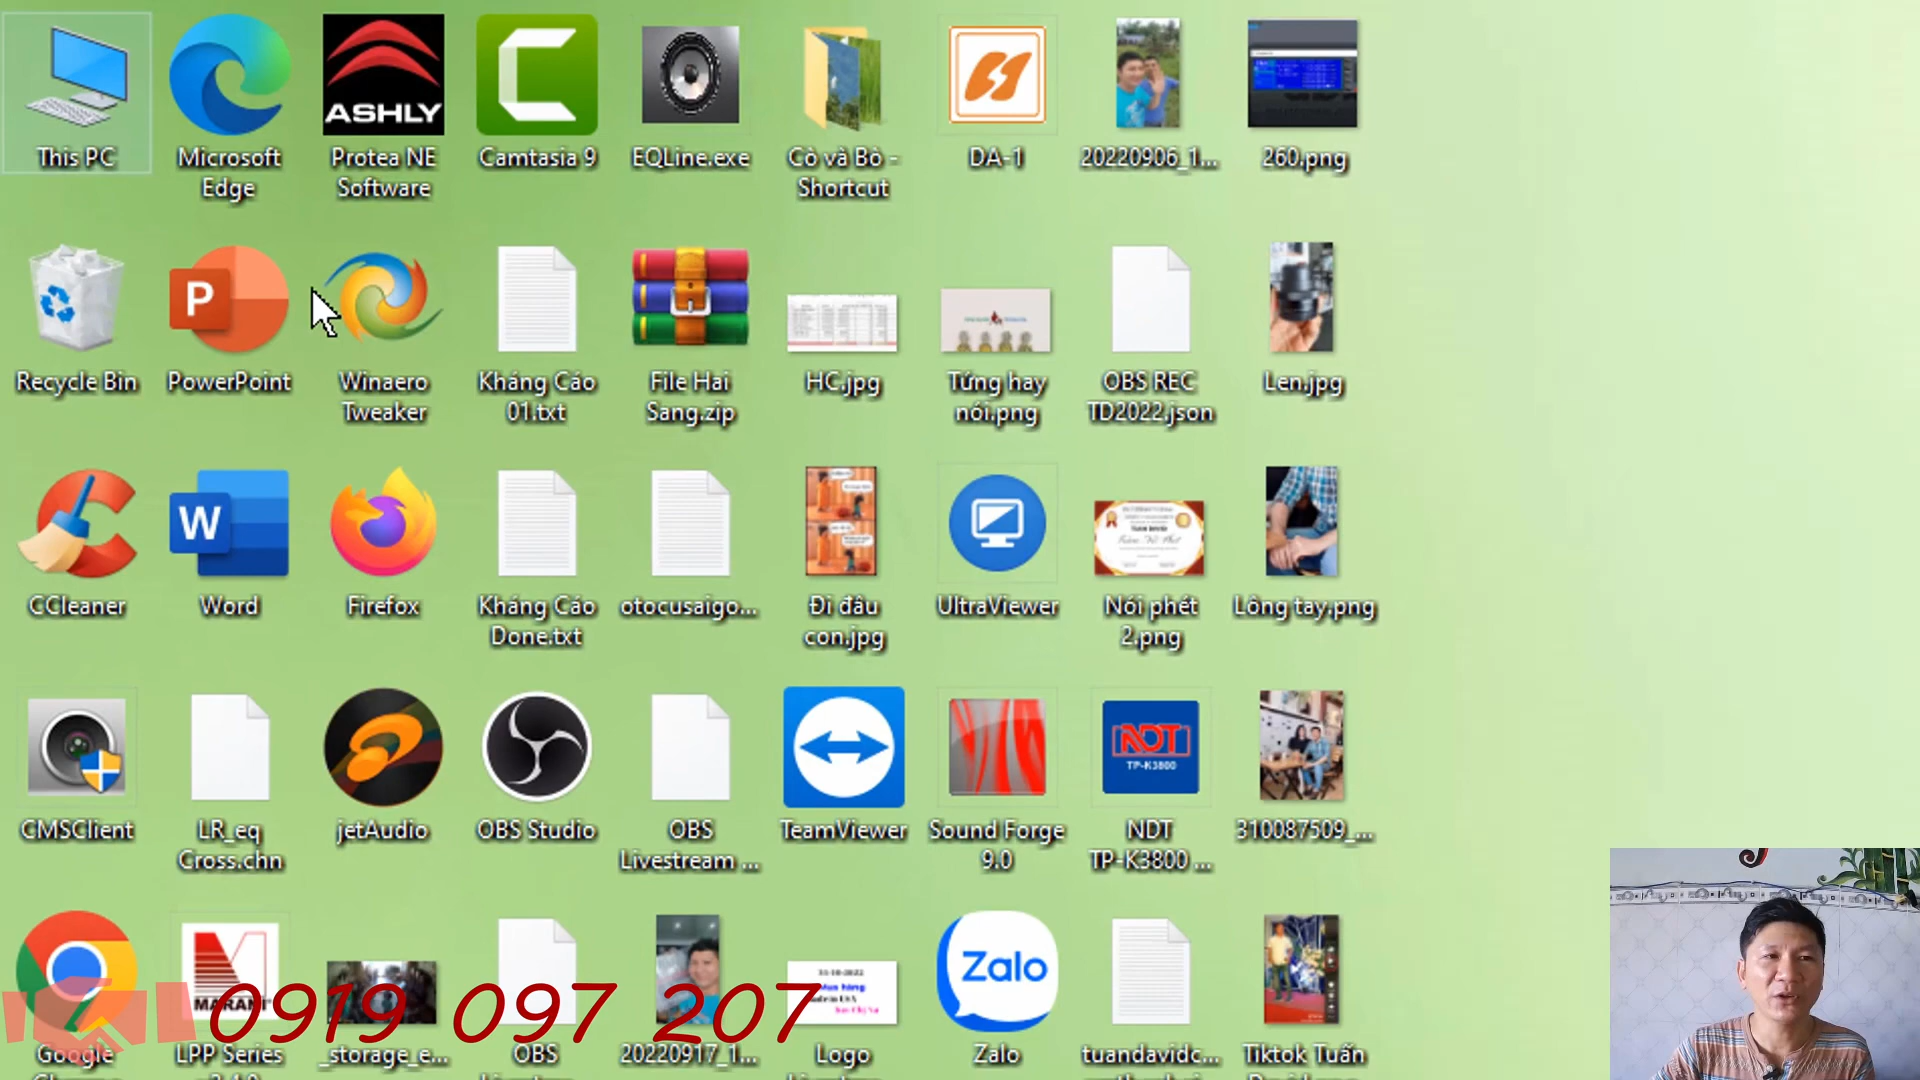 ASHLY
This PC
Microsoft
Edge
Protea NE
Software
Camtasia 9
EQLine.exe
Cò và Bò -
Shortcut
DA-1
20220906_1...
260.png
Recycle Bin
PowerPoint
Winaero
Tweaker
Kháng Cáo
01.txt
File Hai
Sang.zip
HC.jpg
Từng hay
nói.png
OBS REC
TD2022.json
Len.jpg
CCleaner
Word
Firefox
Kháng Cáo
Done.txt
otocusaigo...
Đi đâu
con.jpg
UltraViewer
Nói phét
2.png
Lông tay.png
NDT
TP-K3800
CMSClient
LR_eq
Cross.chn
jetAudio
OBS Studio
OBS
Livestream ...
TeamViewer
Sound Forge
9.0
NDT
TP-K3800 ...
310087509_...
MARANI
Zalo
0919 097 207
Google
LPP Series
_storage_e...
OBS
20220917_1...
Logo
Zalo
tuandavidc...
Tiktok Tuấn